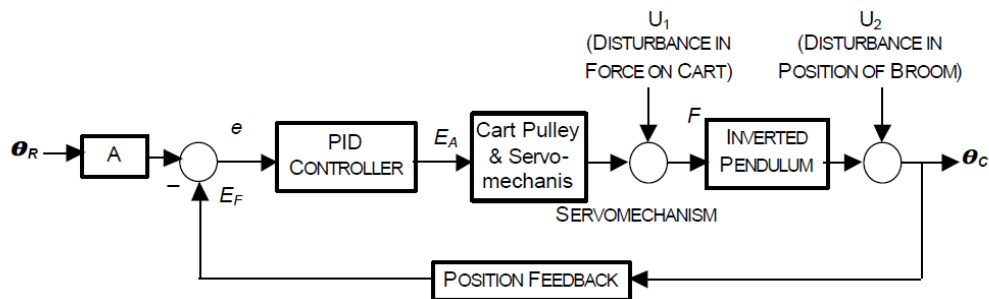 U₁
(DISTURBANCE IN
FORCE ON CART)
U₂
(DISTURBANCE IN
POSITION OF BROOM)
θR
A
−
e
EF
PID
CONTROLLER
EA
Cart Pulley
& Servo-
mechanis
SERVOMECHANISM
F
INVERTED
PENDULUM
θC
POSITION FEEDBACK